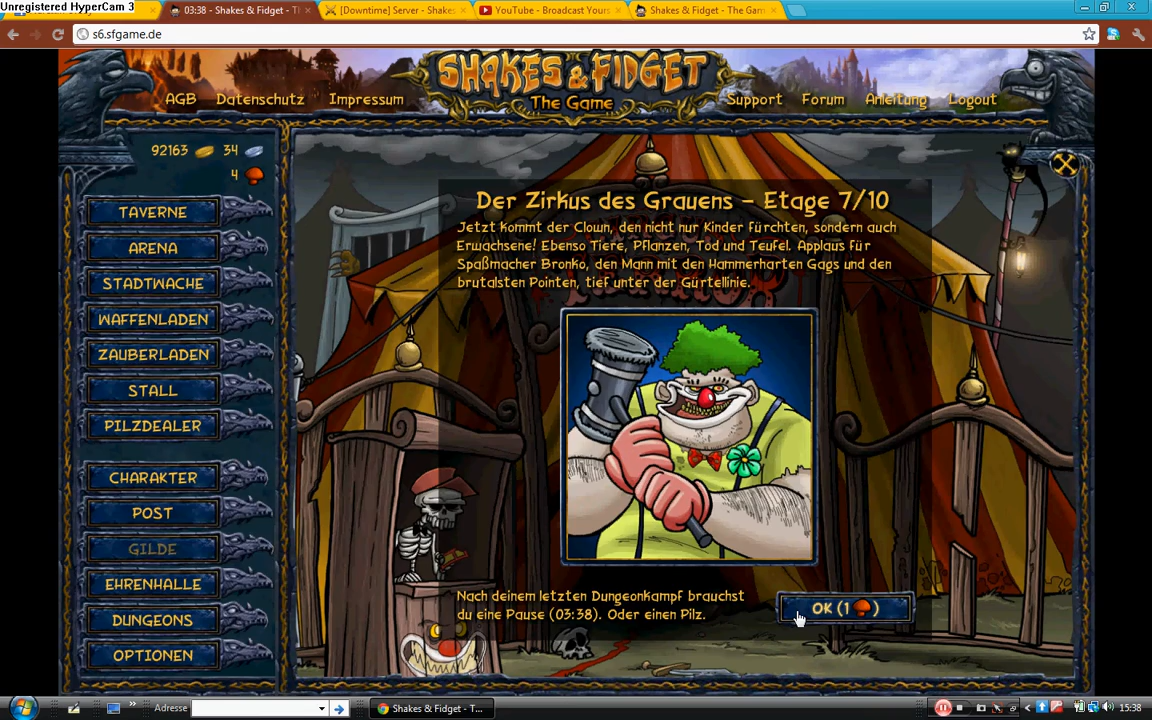 Unregistered HyperCam 3
03:38 - Shakes & Fidget - Th
[Downtime] Server - Shakes
YouTube - Broadcast Yours
Shakes & Fidget - The Gam
s6.sfgame.de
SHAKES & FIDGET
The Game
AGB Datenschutz Impressum
Support Forum Anleitung Logout
92163 34
4
TAVERNE
ARENA
STADTWACHE
WAFFENLADEN
ZAUBERLADEN
STALL
PILZDEALER
CHARAKTER
POST
GILDE
EHRENHALLE
DUNGEONS
OPTIONEN
Der Zirkus des Grauens - Etage 7/10
Jetzt kommt der Clown, den nicht nur Kinder fürchten, sondern auch
Erwachsene! Ebenso Tiere, Pflanzen, Tod und Teufel. Applaus für
Spaßmacher Bronko, den Mann mit den Hammerharten Gags und den
brutalsten Pointen, tief unter der Gürtellinie.
Nach deinem letzten Dungeonkampf brauchst
du eine Pause (03:38). Oder einen Pilz.
OK (1 )
Adresse
Shakes & Fidget - T...
15:38